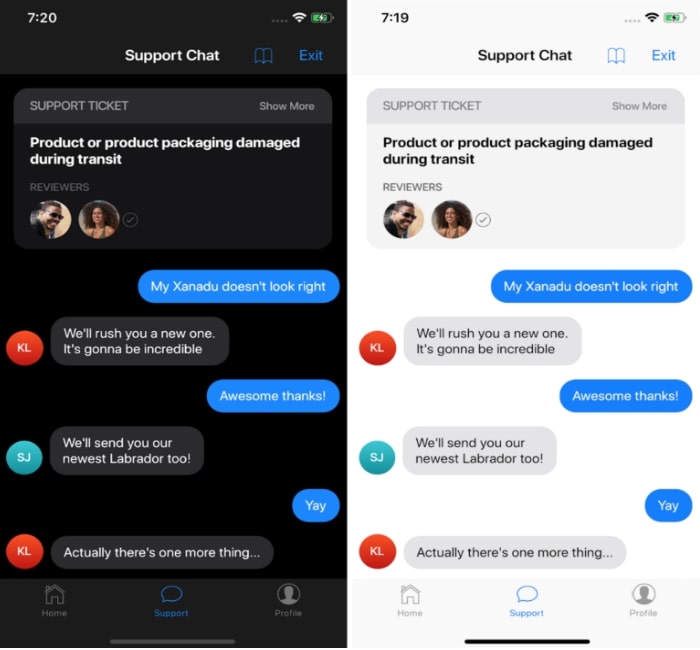 7:20
Support Chat
Exit
SUPPORT TICKET
Show More
Product or product packaging damaged
during transit
REVIEWERS
My Xanadu doesn't look right
KL
We'll rush you a new one.
It's gonna be incredible
Awesome thanks!
SJ
We'll send you our
newest Labrador too!
Yay
KL
Actually there's one more thing...
Home
Support
Profile
7:19
Support Chat
Exit
SUPPORT TICKET
Show More
Product or product packaging damaged
during transit
REVIEWERS
My Xanadu doesn't look right
KL
We'll rush you a new one.
It's gonna be incredible
Awesome thanks!
SJ
We'll send you our
newest Labrador too!
Yay
KL
Actually there's one more thing...
Home
Support
Profile